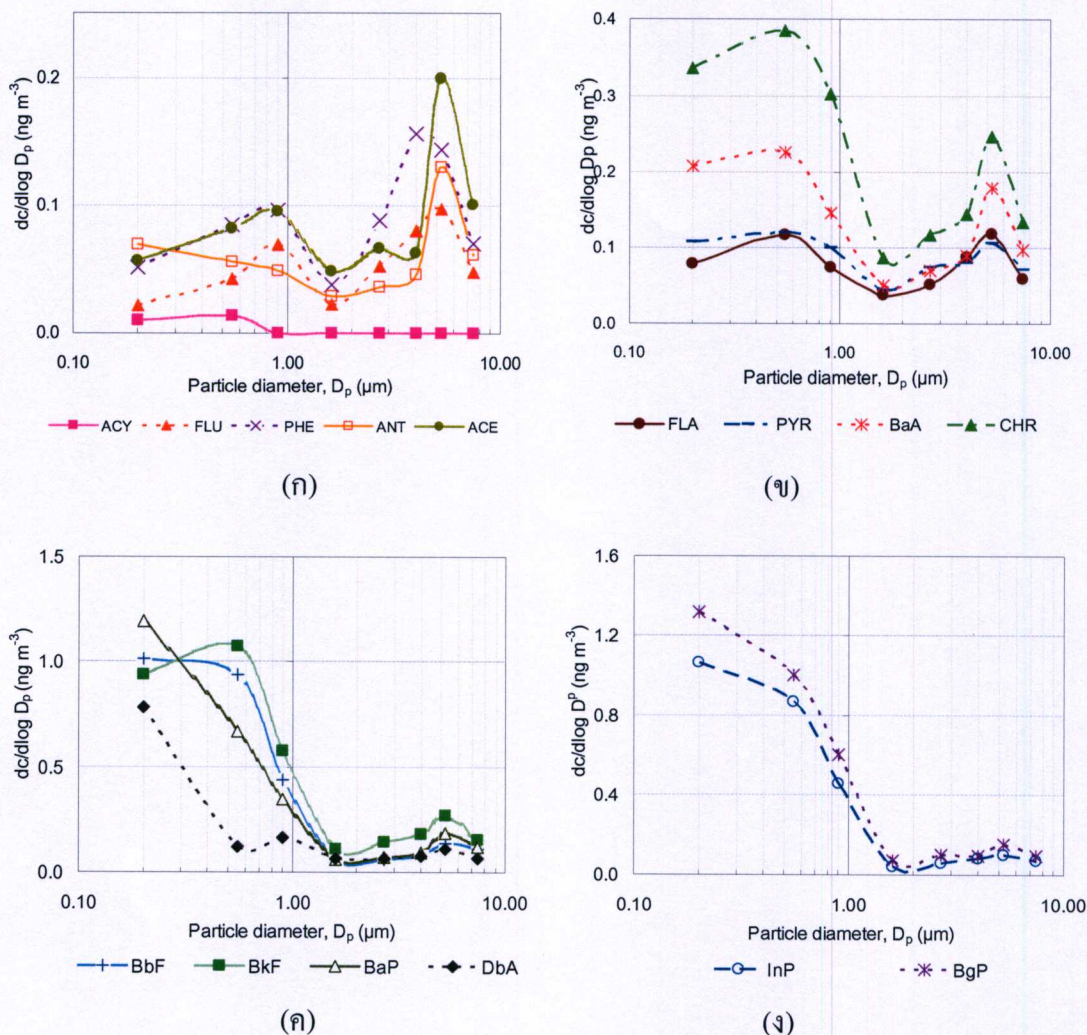 dc/dlog Dp (ng m-3)
0.2
0.1
0.0
0.10
1.00
10.00
Particle diameter, Dp (µm)
ACY FLU PHE ANT ACE
(ก)
dc/dlog Dp (ng m-3)
0.4
0.3
0.2
0.1
0.0
0.10
1.00
10.00
Particle diameter, Dp (µm)
FLA PYR BaA CHR
(ข)
dc/dlog Dp (ng m-3)
1.5
1.0
0.5
0.0
0.10
1.00
10.00
Particle diameter, Dp (µm)
BbF BkF BaP DbA
(ค)
dc/dlog Dp (ng m-3)
1.6
1.2
0.8
0.4
0.0
0.10
1.00
10.00
Particle diameter, Dp (µm)
InP BgP
(ง)